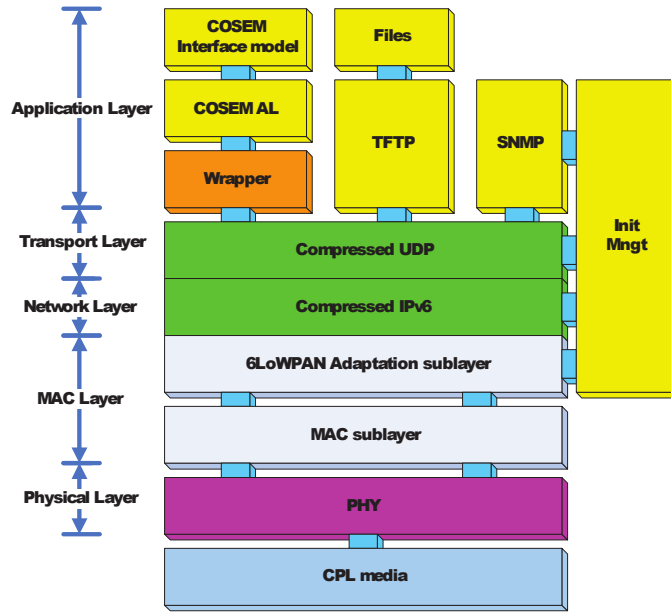 COSEM
Interface model
Files
Application Layer
COSEM AL
TFTP
SNMP
Wrapper
Init
Mngt
Transport Layer
Compressed UDP
Network Layer
Compressed IPv6
6LoWPAN Adaptation sublayer
MAC Layer
MAC sublayer
Physical Layer
PHY
CPL media